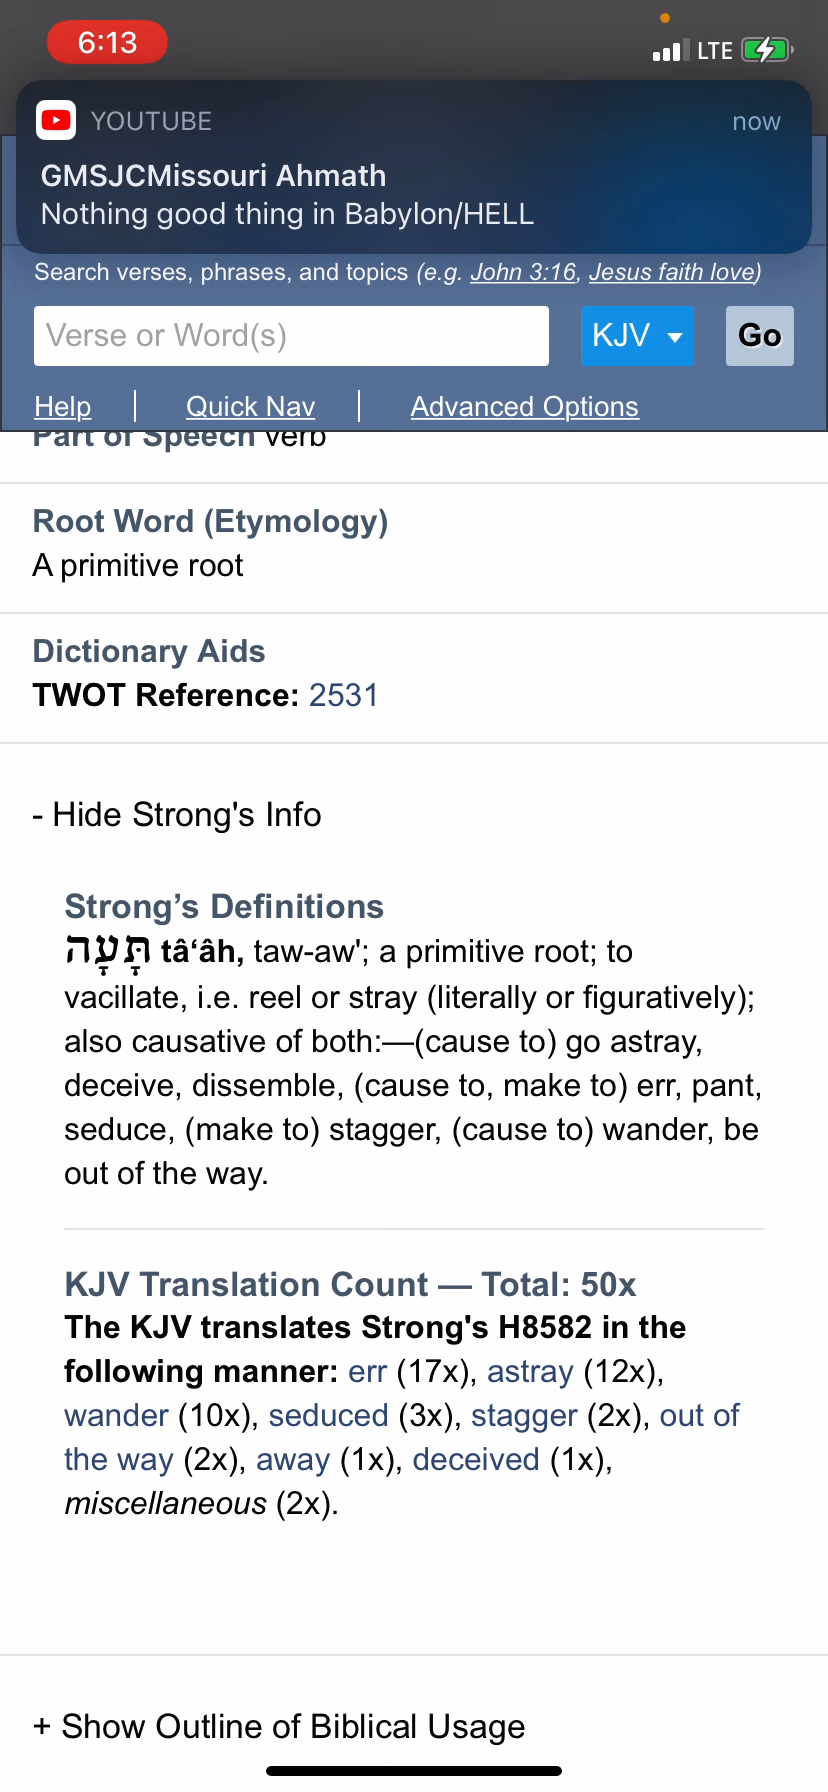 6:13
LTE
YOUTUBE
now
GMSJCMissouri Ahmath
Nothing good thing in Babylon/HELL
Search verses, phrases, and topics (e.g. John 3:16, Jesus faith love)
Verse or Word(s)
KJV
Go
Help | Quick Nav | Advanced Options
Part of Speech verb
Root Word (Etymology)
A primitive root
Dictionary Aids
TWOT Reference: 2531
- Hide Strong's Info
Strong’s Definitions
תָּעָה tâʻâh, taw-aw'; a primitive root; to
vacillate, i.e. reel or stray (literally or figuratively);
also causative of both:—(cause to) go astray,
deceive, dissemble, (cause to, make to) err, pant,
seduce, (make to) stagger, (cause to) wander, be
out of the way.
KJV Translation Count — Total: 50x
The KJV translates Strong's H8582 in the
following manner: err (17x), astray (12x),
wander (10x), seduced (3x), stagger (2x), out of
the way (2x), away (1x), deceived (1x),
miscellaneous (2x).
+ Show Outline of Biblical Usage